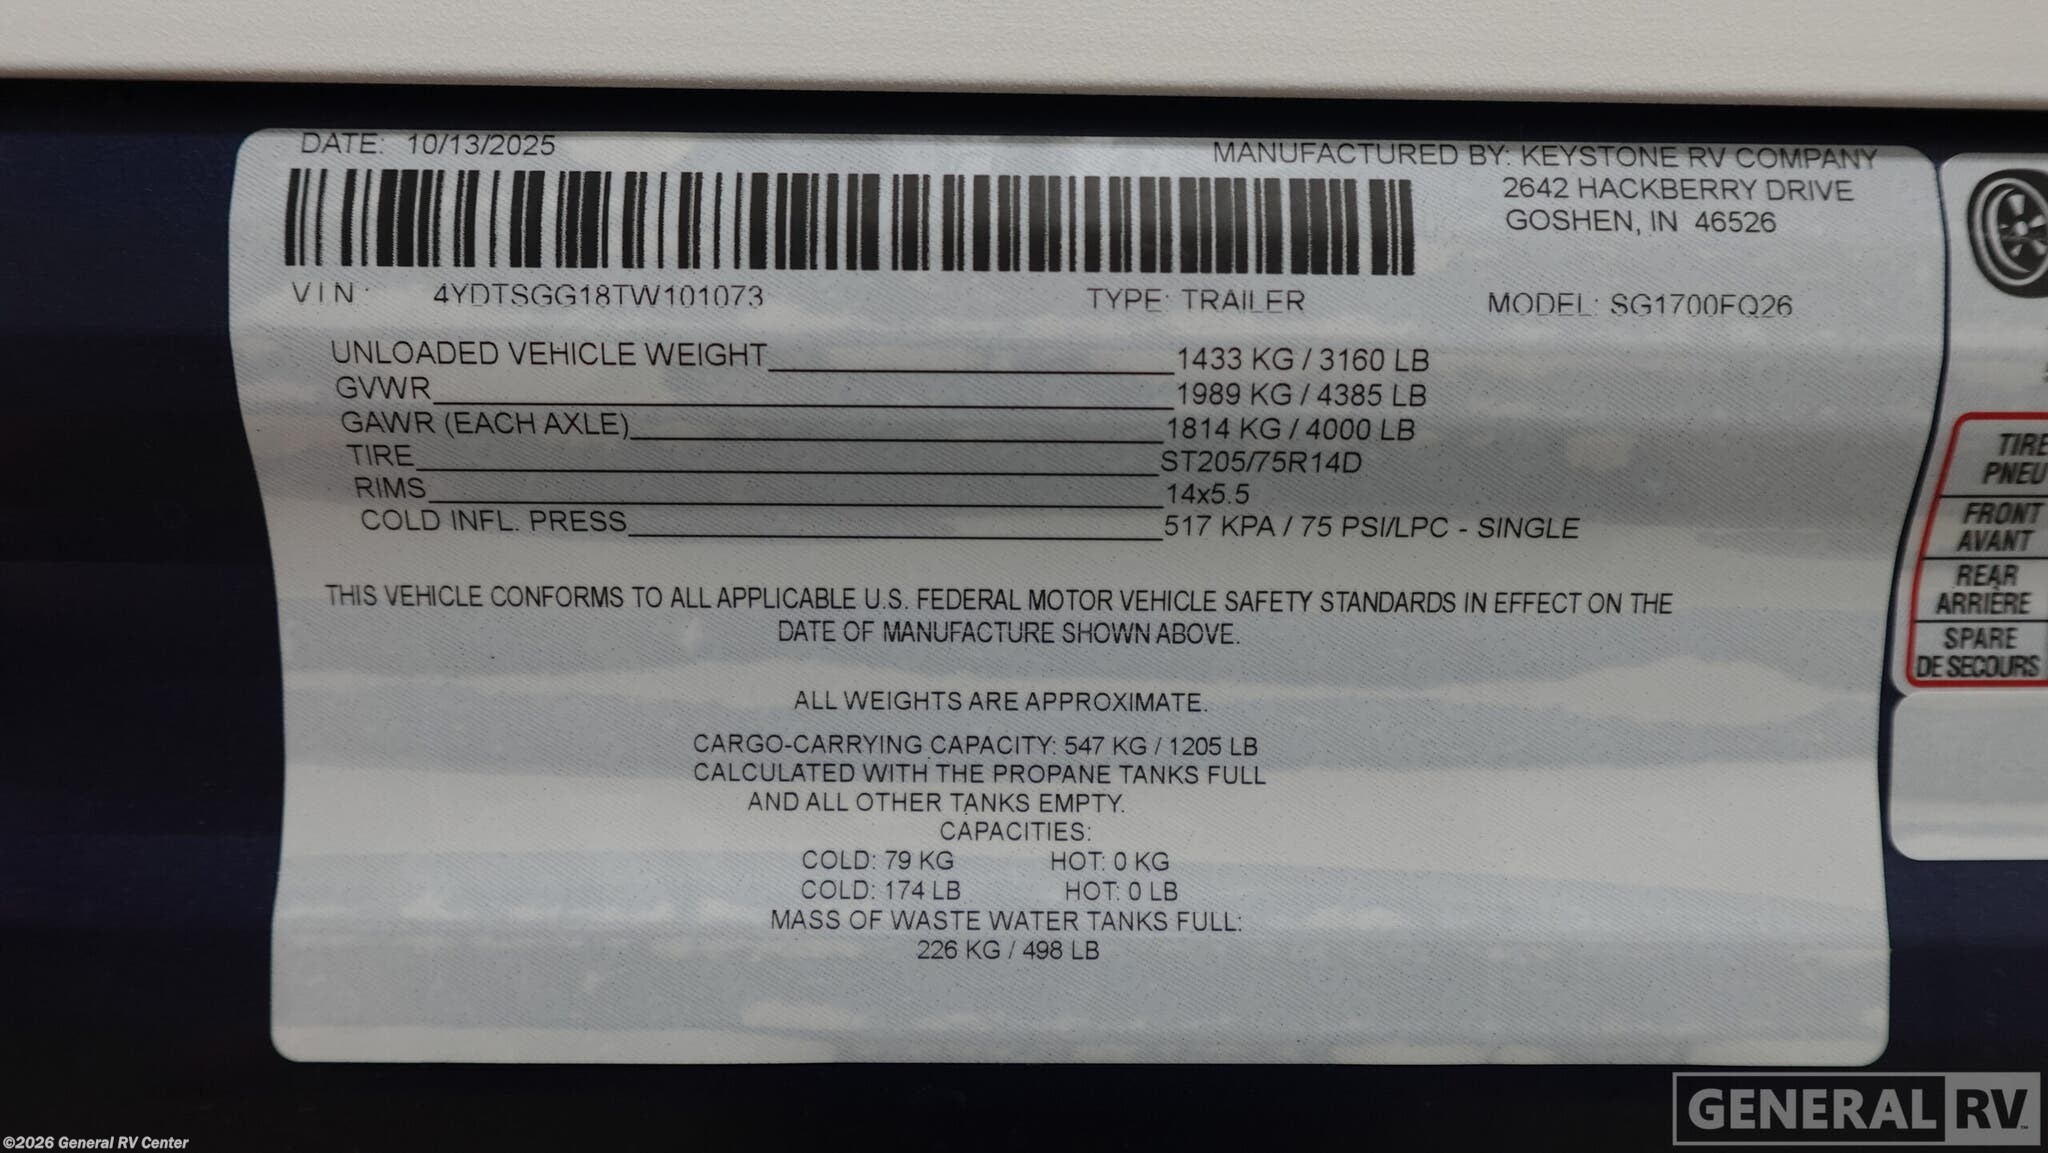 DATE: 10/13/2025
MANUFACTURED BY: KEYSTONE RV COMPANY
2642 HACKBERRY DRIVE
GOSHEN, IN 46526
VIN: 4YDTSGG18TW101073
TYPE: TRAILER
MODEL: SG1700FQ26
UNLOADED VEHICLE WEIGHT 1433 KG / 3160 LB
GVWR 1989 KG / 4385 LB
GAWR (EACH AXLE) 1814 KG / 4000 LB
TIRE ST205/75R14D
RIMS 14x5.5
COLD INFL. PRESS 517 KPA / 75 PSI/LPC - SINGLE
THIS VEHICLE CONFORMS TO ALL APPLICABLE U.S. FEDERAL MOTOR VEHICLE SAFETY STANDARDS IN EFFECT ON THE
DATE OF MANUFACTURE SHOWN ABOVE.
ALL WEIGHTS ARE APPROXIMATE.
CARGO-CARRYING CAPACITY: 547 KG / 1205 LB
CALCULATED WITH THE PROPANE TANKS FULL
AND ALL OTHER TANKS EMPTY.
CAPACITIES:
COLD: 79 KG HOT: 0 KG
COLD: 174 LB HOT: 0 LB
MASS OF WASTE WATER TANKS FULL:
226 KG / 498 LB
TIRE
PNEU
FRONT
AVANT
REAR
ARRIÈRE
SPARE
DE SECOURS
GENERAL RV
©2026 General RV Center